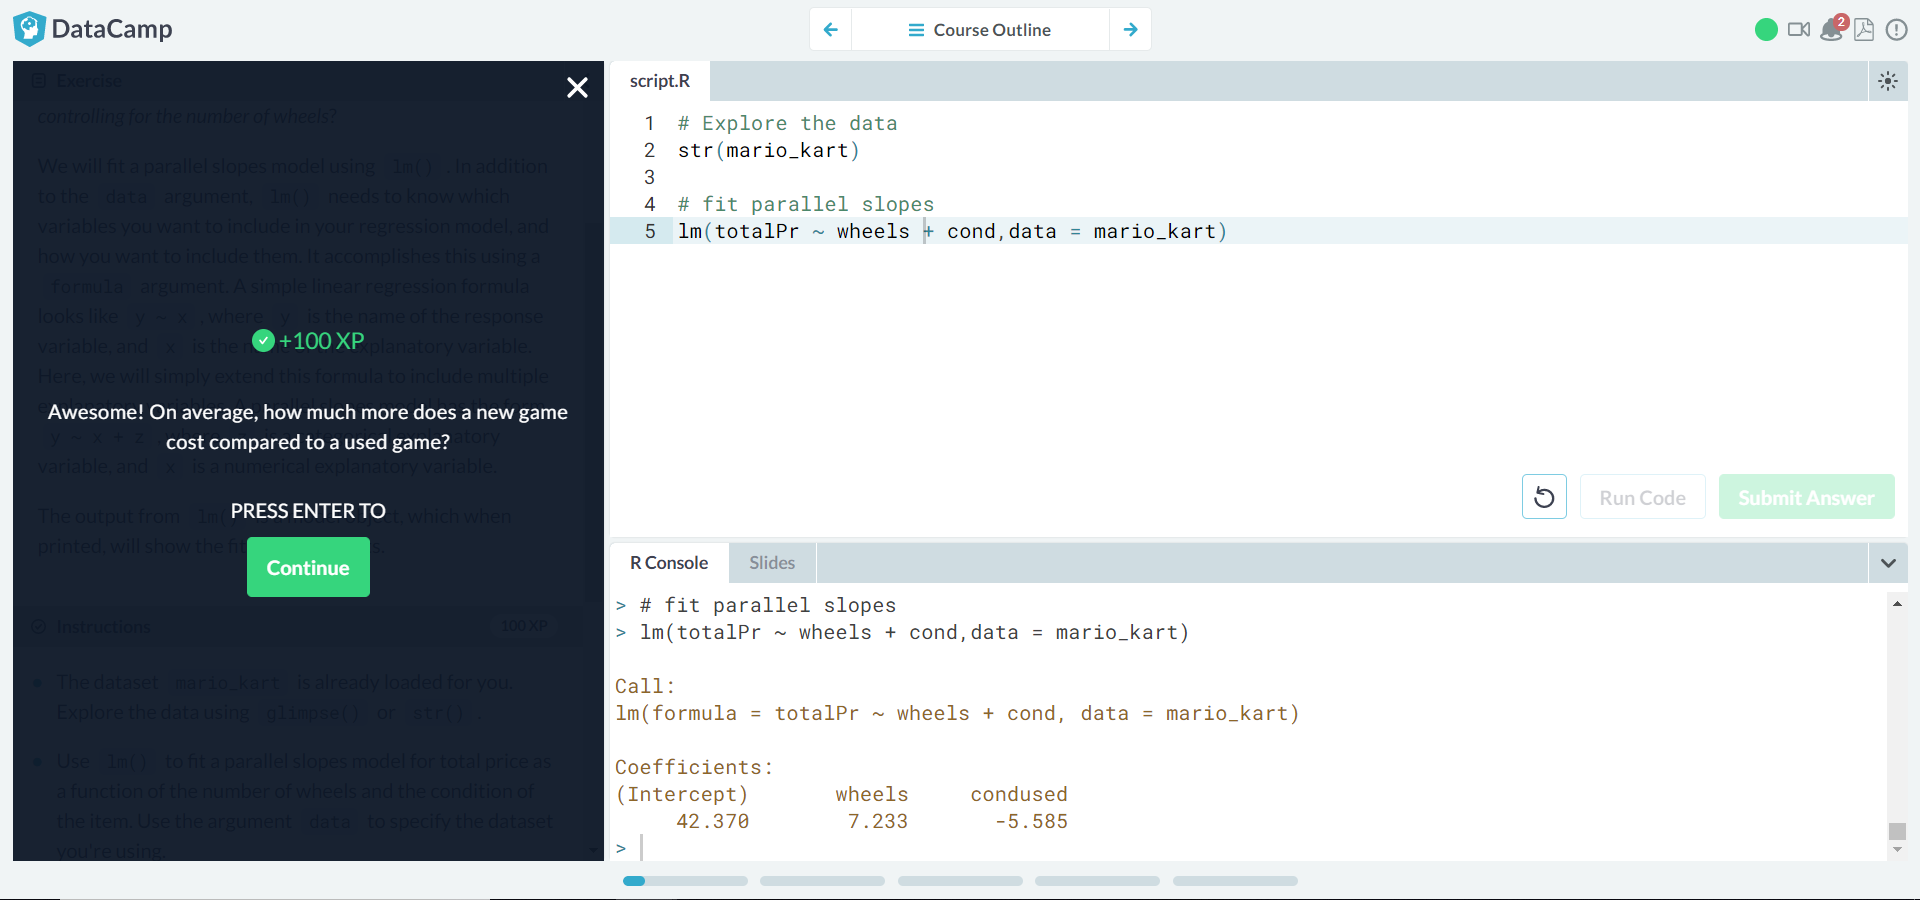 DataCamp
Course Outline
2
Exercise
controlling for the number of wheels?
We will fit a parallel slopes model using lm() . In addition
to the data argument, lm() needs to know which
variables you want to include in your regression model, and
how you want to include them. It accomplishes this using a
formula argument. A simple linear regression formula
looks like y ~ x , where y is the name of the response
variable, and x is the explanatory variable.
Here, we will simply extend this formula to include multiple
y ~ x + z
variable, and x is a numerical explanatory variable.
The output from lm() object, which when
printed, will show the
+100 XP
Awesome! On average, how much more does a new game
cost compared to a used game?
PRESS ENTER TO
Continue
Instructions
100 XP
The dataset mario_kart is already loaded for you.
Explore the data using glimpse() or str() .
Use lm() to fit a parallel slopes model for total price as
a function of the number of wheels and the condition of
the item. Use the argument data to specify the dataset
you're using.
script.R
1 # Explore the data
2 str(mario_kart)
3
4 # fit parallel slopes
5 lm(totalPr ~ wheels + cond,data = mario_kart)
Run Code
Submit Answer
R Console
Slides
> # fit parallel slopes
> lm(totalPr ~ wheels + cond,data = mario_kart)
Call:
lm(formula = totalPr ~ wheels + cond, data = mario_kart)
Coefficients:
(Intercept) wheels condused
42.370 7.233 -5.585
>